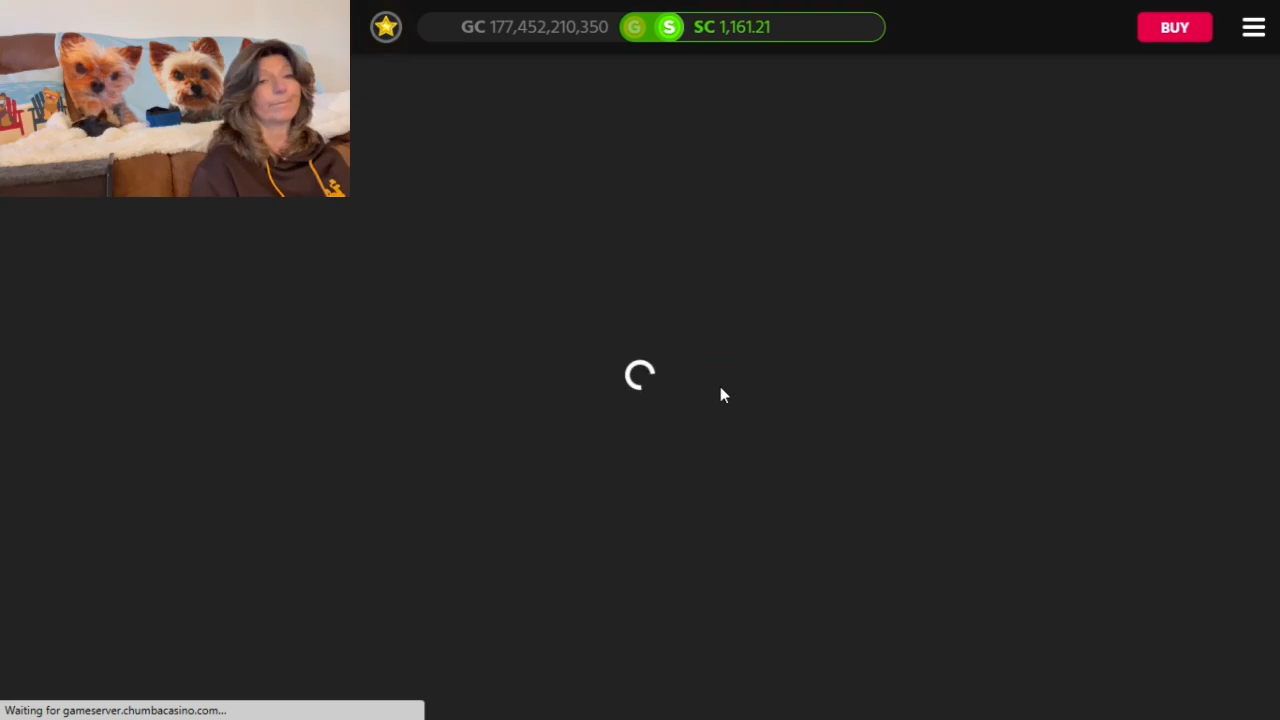 GC 177,452,210,350 G S SC 1,161.21
BUY
Waiting for gameserver.chumbacasino.com...